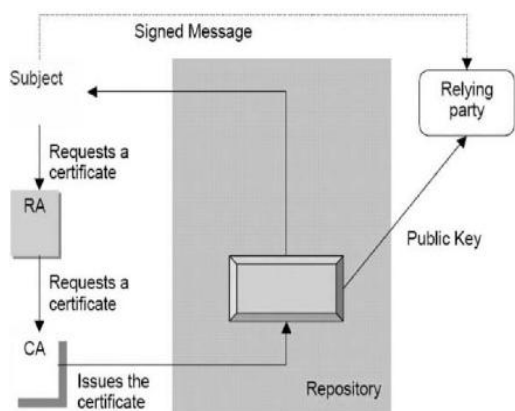 Signed Message
Subject
Relying
party
Requests a
certificate
RA
Public Key
Requests a
certificate
CA
Issues the
certificate
Repository